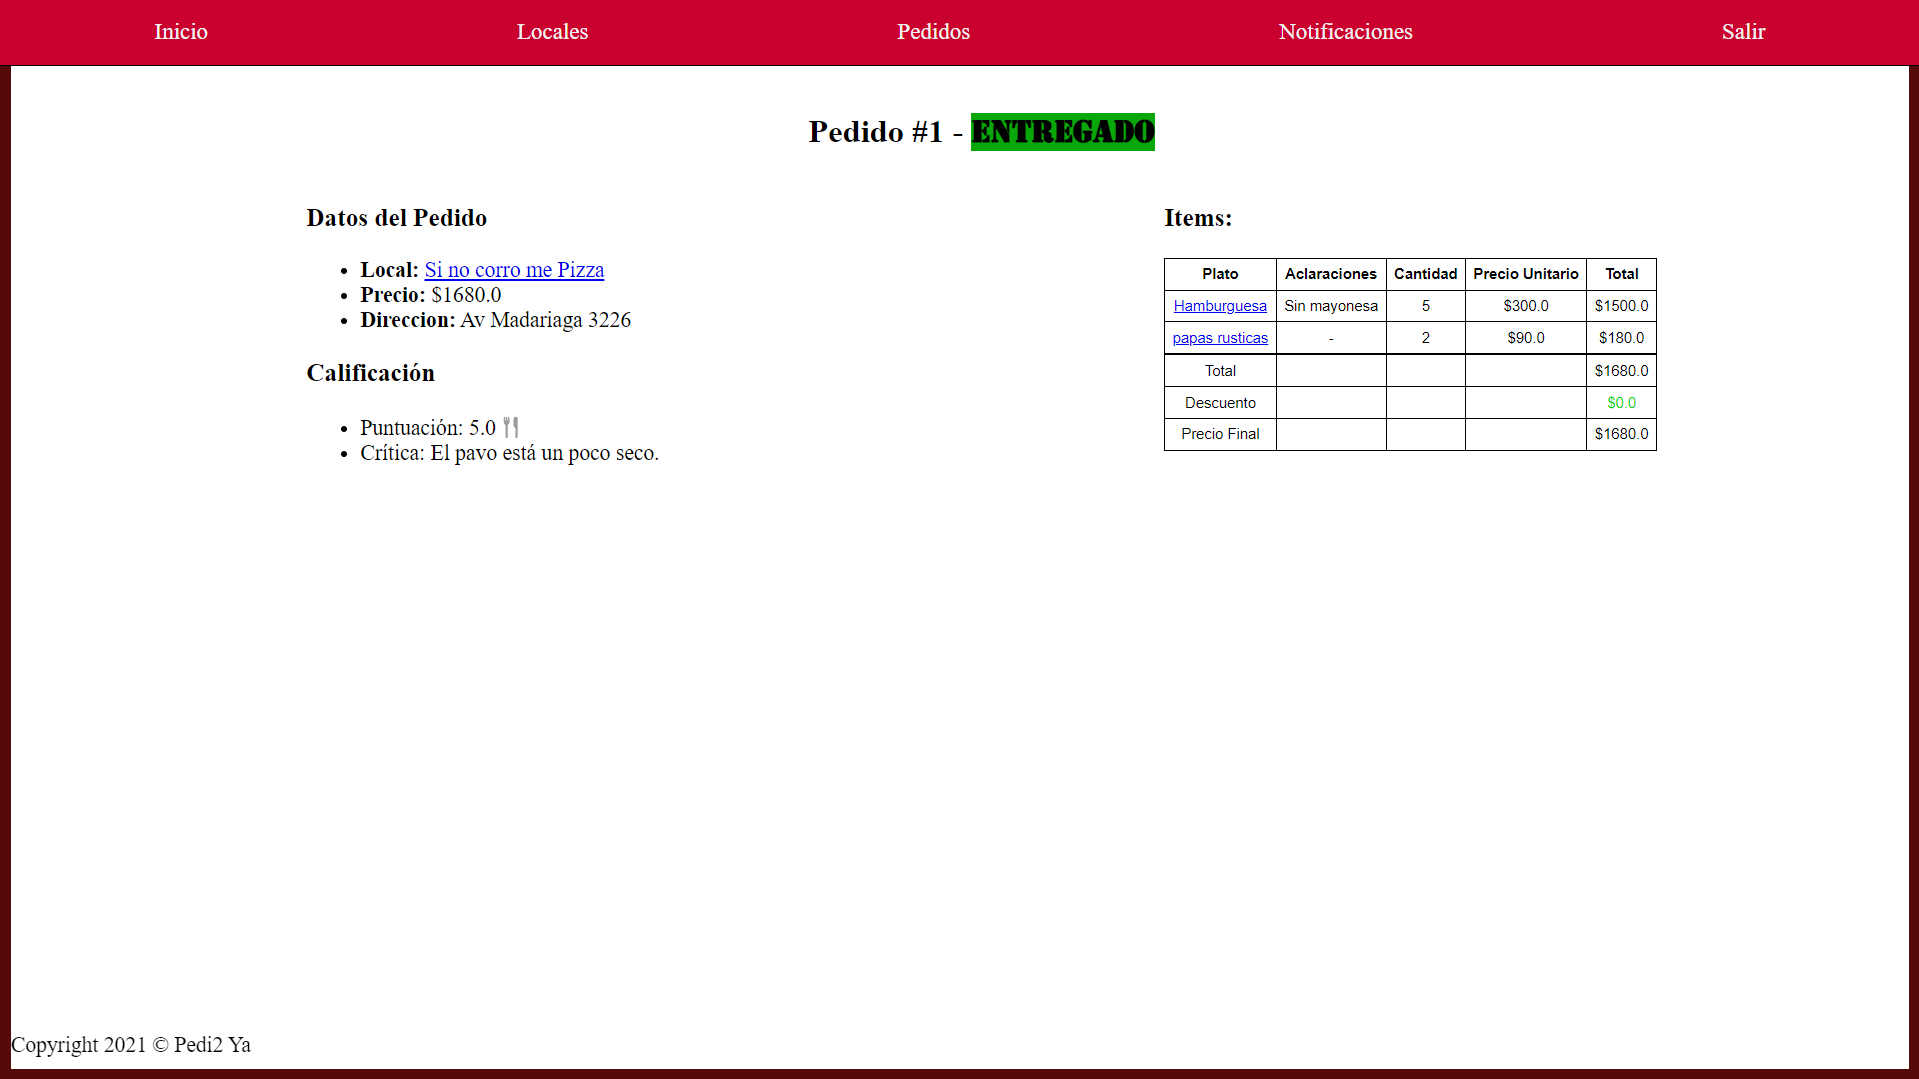 Inicio Locales Pedidos Notificaciones Salir
Pedido #1 - ENTREGADO
Datos del Pedido
Local: Si no corro me Pizza
Precio: $1680.0
Direccion: Av Madariaga 3226
Calificación
Puntuación: 5.0 🍴
Crítica: El pavo está un poco seco.
Items:
Plato Aclaraciones Cantidad Precio Unitario Total
Hamburguesa Sin mayonesa 5 $300.0 $1500.0
papas rusticas - 2 $90.0 $180.0
Total $1680.0
Descuento $0.0
Precio Final $1680.0
Copyright 2021 © Pedi2 Ya